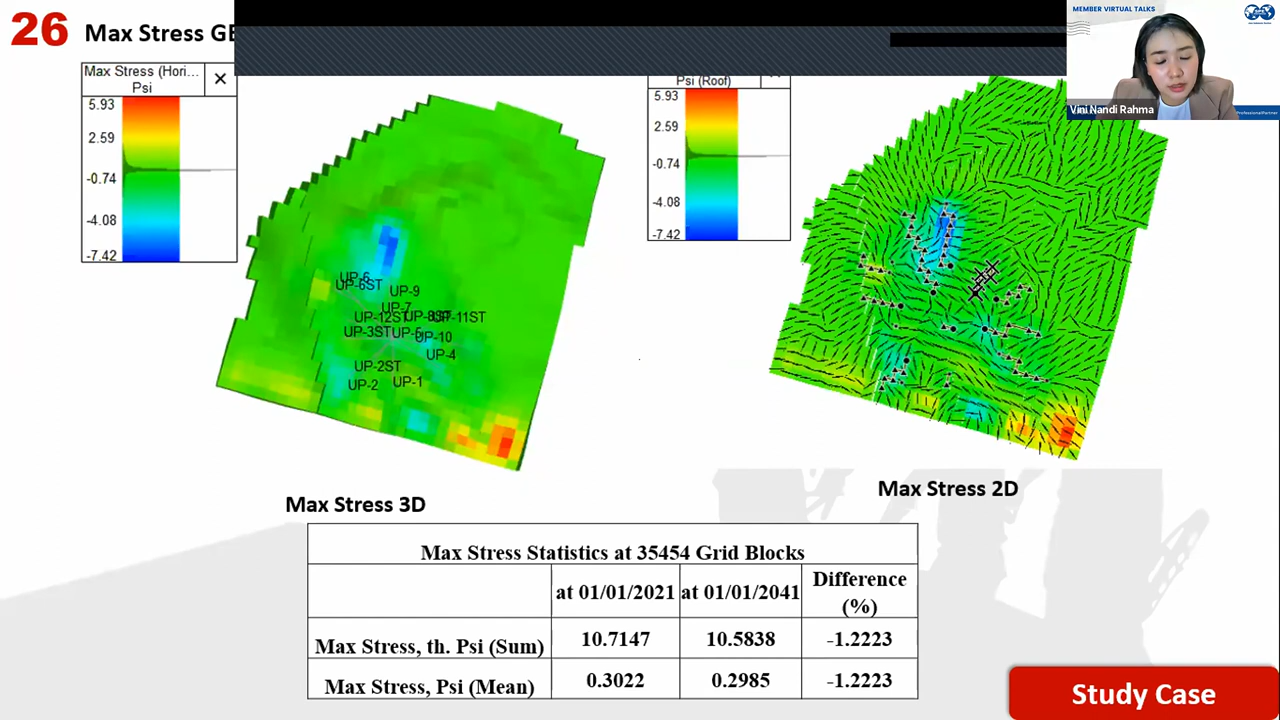 26 Max Stress GE
MEMBER VIRTUAL TALKS
Vini Nandi Rahma
ProfessionalPartner
Max Stress (Hori...
Psi
5.93
2.59
-0.74
-4.08
-7.42
Psi (Roof)
5.93
2.59
-0.74
-4.08
-7.42
UP-6
UP-6ST
UP-9
UP-7
UP-12ST
UP-11ST
UP-3ST
UP-5
UP-10
UP-4
UP-2ST
UP-2
UP-1
Max Stress 3D
Max Stress 2D
Max Stress Statistics at 35454 Grid Blocks
at 01/01/2021 at 01/01/2041 Difference (%)
Max Stress, th. Psi (Sum) 10.7147 10.5838 -1.2223
Max Stress, Psi (Mean) 0.3022 0.2985 -1.2223
Study Case